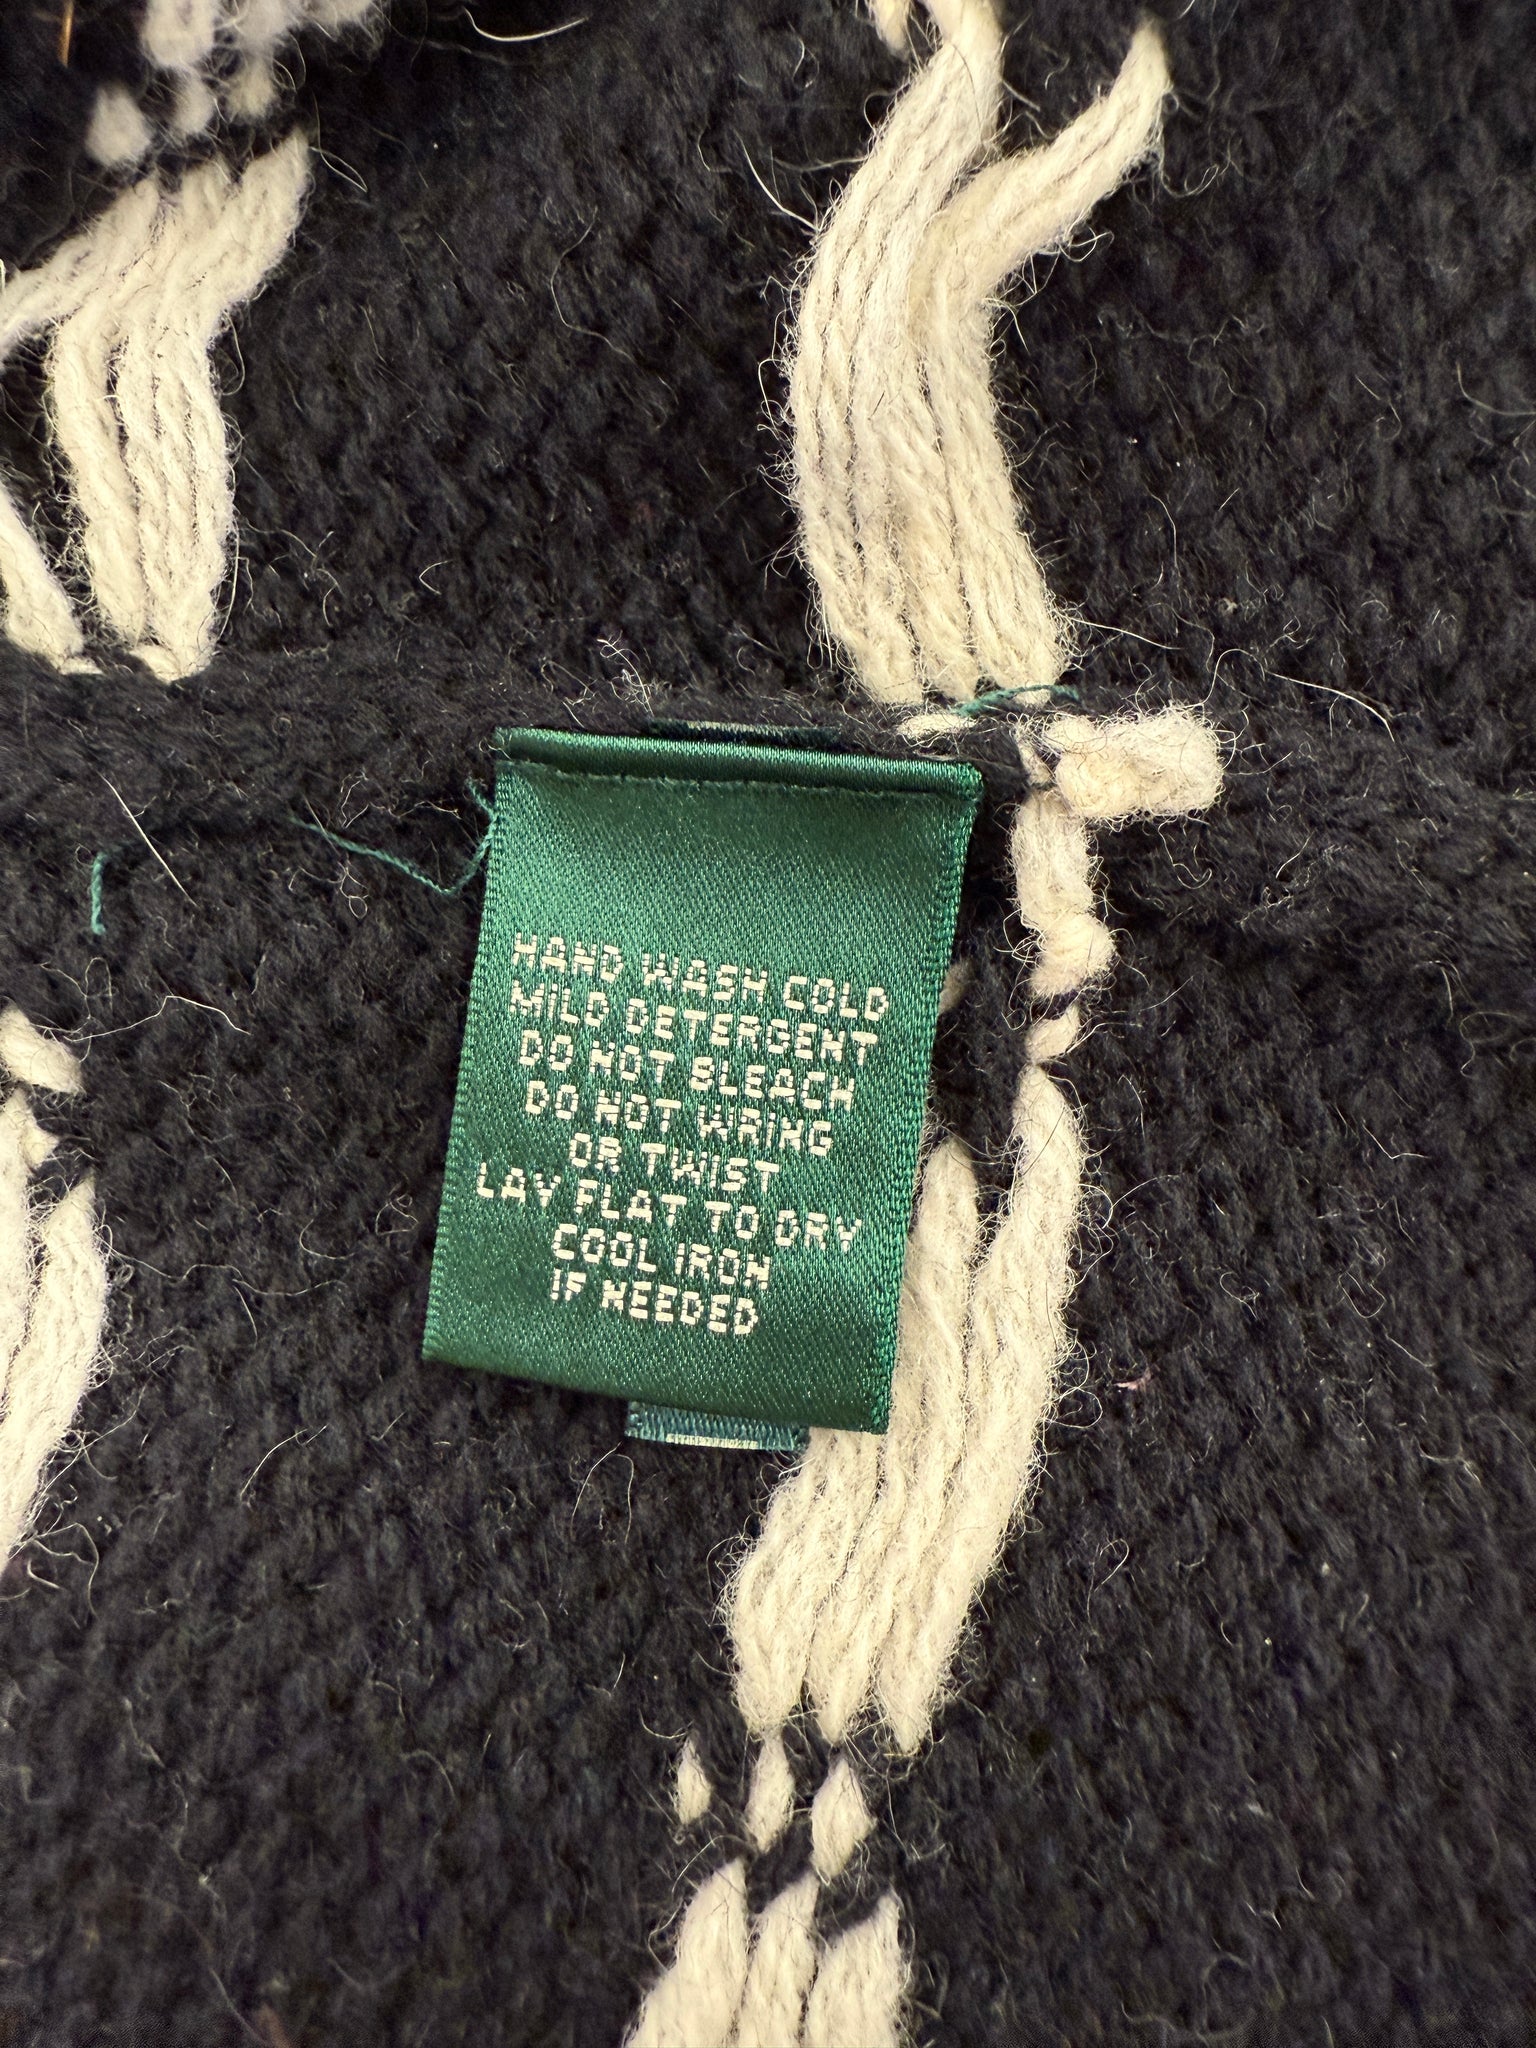 HAND WASH COLD
MILD DETERGENT
DO NOT BLEACH
DO NOT WRING
OR TWIST
LAY FLAT TO DRY
COOL IRON
IF NEEDED